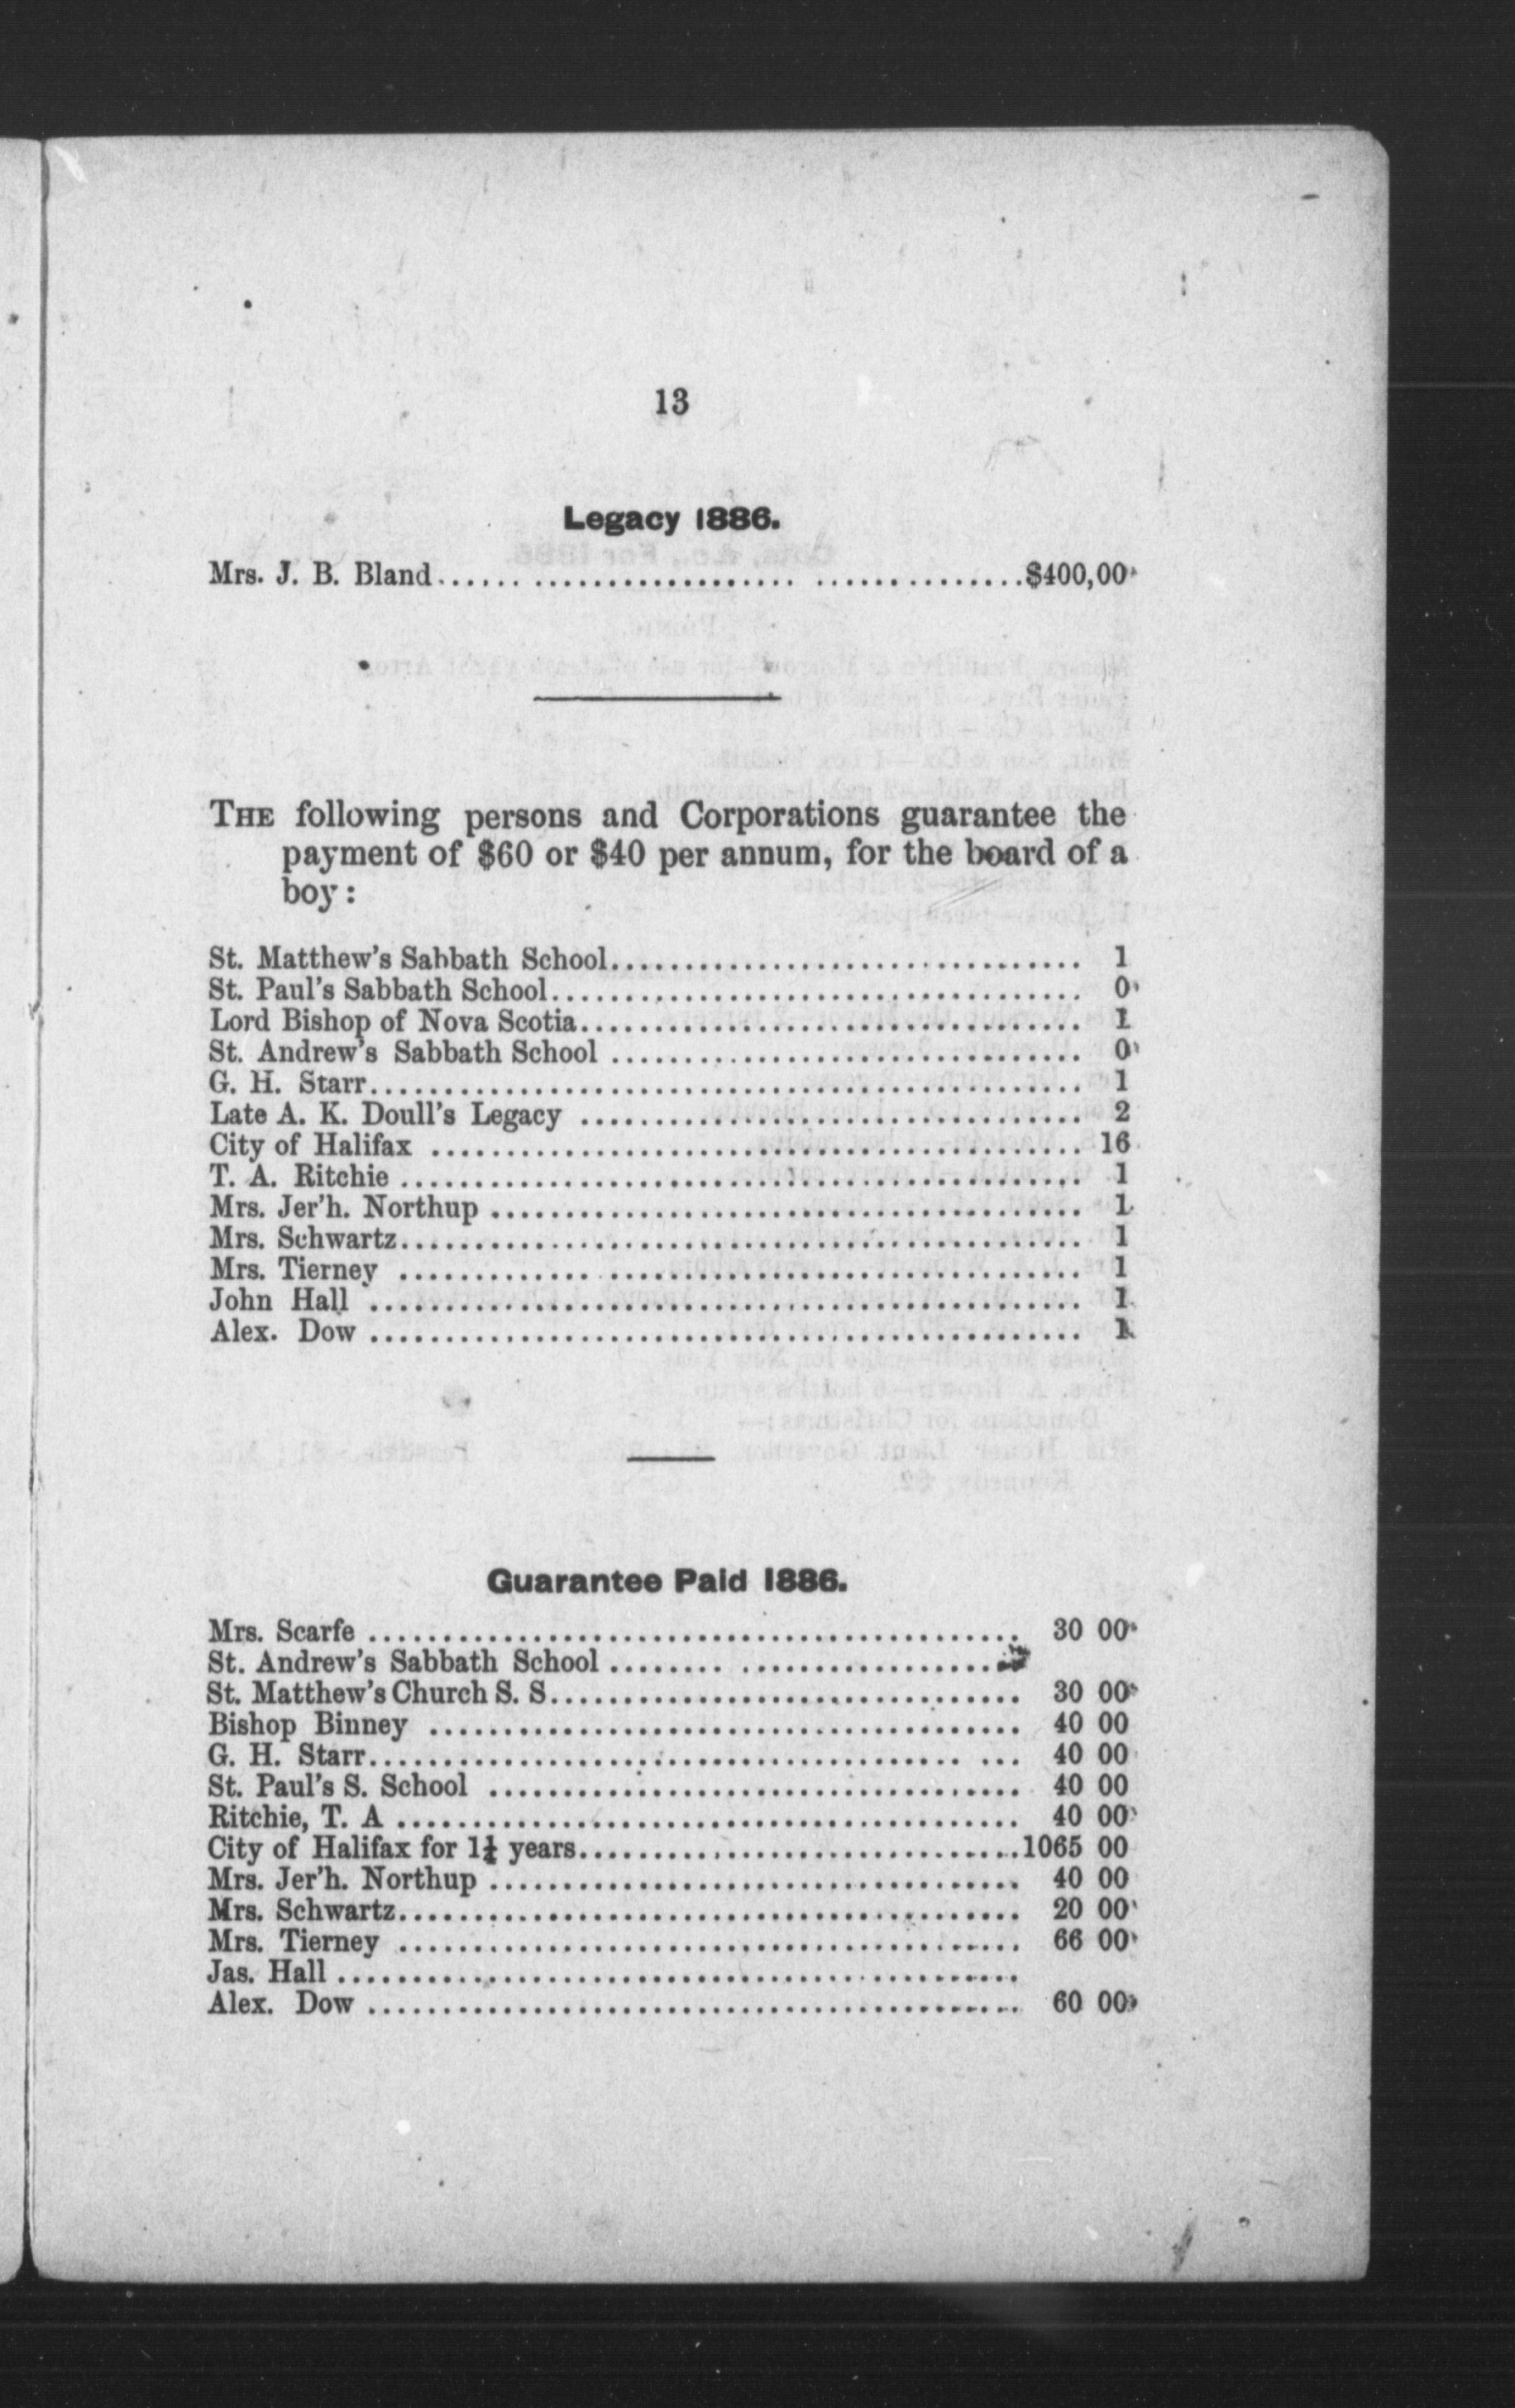 13
Legacy 1886.
Mrs. J. B. Bland........................................$400,00
THE following persons and Corporations guarantee the
payment of $60 or $40 per annum, for the board of a
boy:
St. Matthew's Sabbath School................................ 1
St. Paul's Sabbath School.................................... 0
Lord Bishop of Nova Scotia.................................. 1
St. Andrew's Sabbath School ................................ 0
G. H. Starr................................................ 1
Late A. K. Doull's Legacy .................................. 2
City of Halifax ............................................ 16
T. A. Ritchie .............................................. 1
Mrs. Jer'h. Northup ........................................ 1
Mrs. Schwartz.............................................. 1
Mrs. Tierney .............................................. 1
John Hall ................................................ 1
Alex. Dow ................................................ 1
Guarantee Paid 1886.
Mrs. Scarfe ............................................ 30 00
St. Andrew's Sabbath School ..........................
St. Matthew's Church S. S................................ 30 00
Bishop Binney ........................................ 40 00
G. H. Starr............................................ 40 00
St. Paul's S. School .................................... 40 00
Ritchie, T. A .......................................... 40 00
City of Halifax for 1¼ years..............................1065 00
Mrs. Jer'h. Northup .................................... 40 00
Mrs. Schwartz.......................................... 20 00
Mrs. Tierney .......................................... 66 00
Jas. Hall ..............................................
Alex. Dow ............................................ 60 00